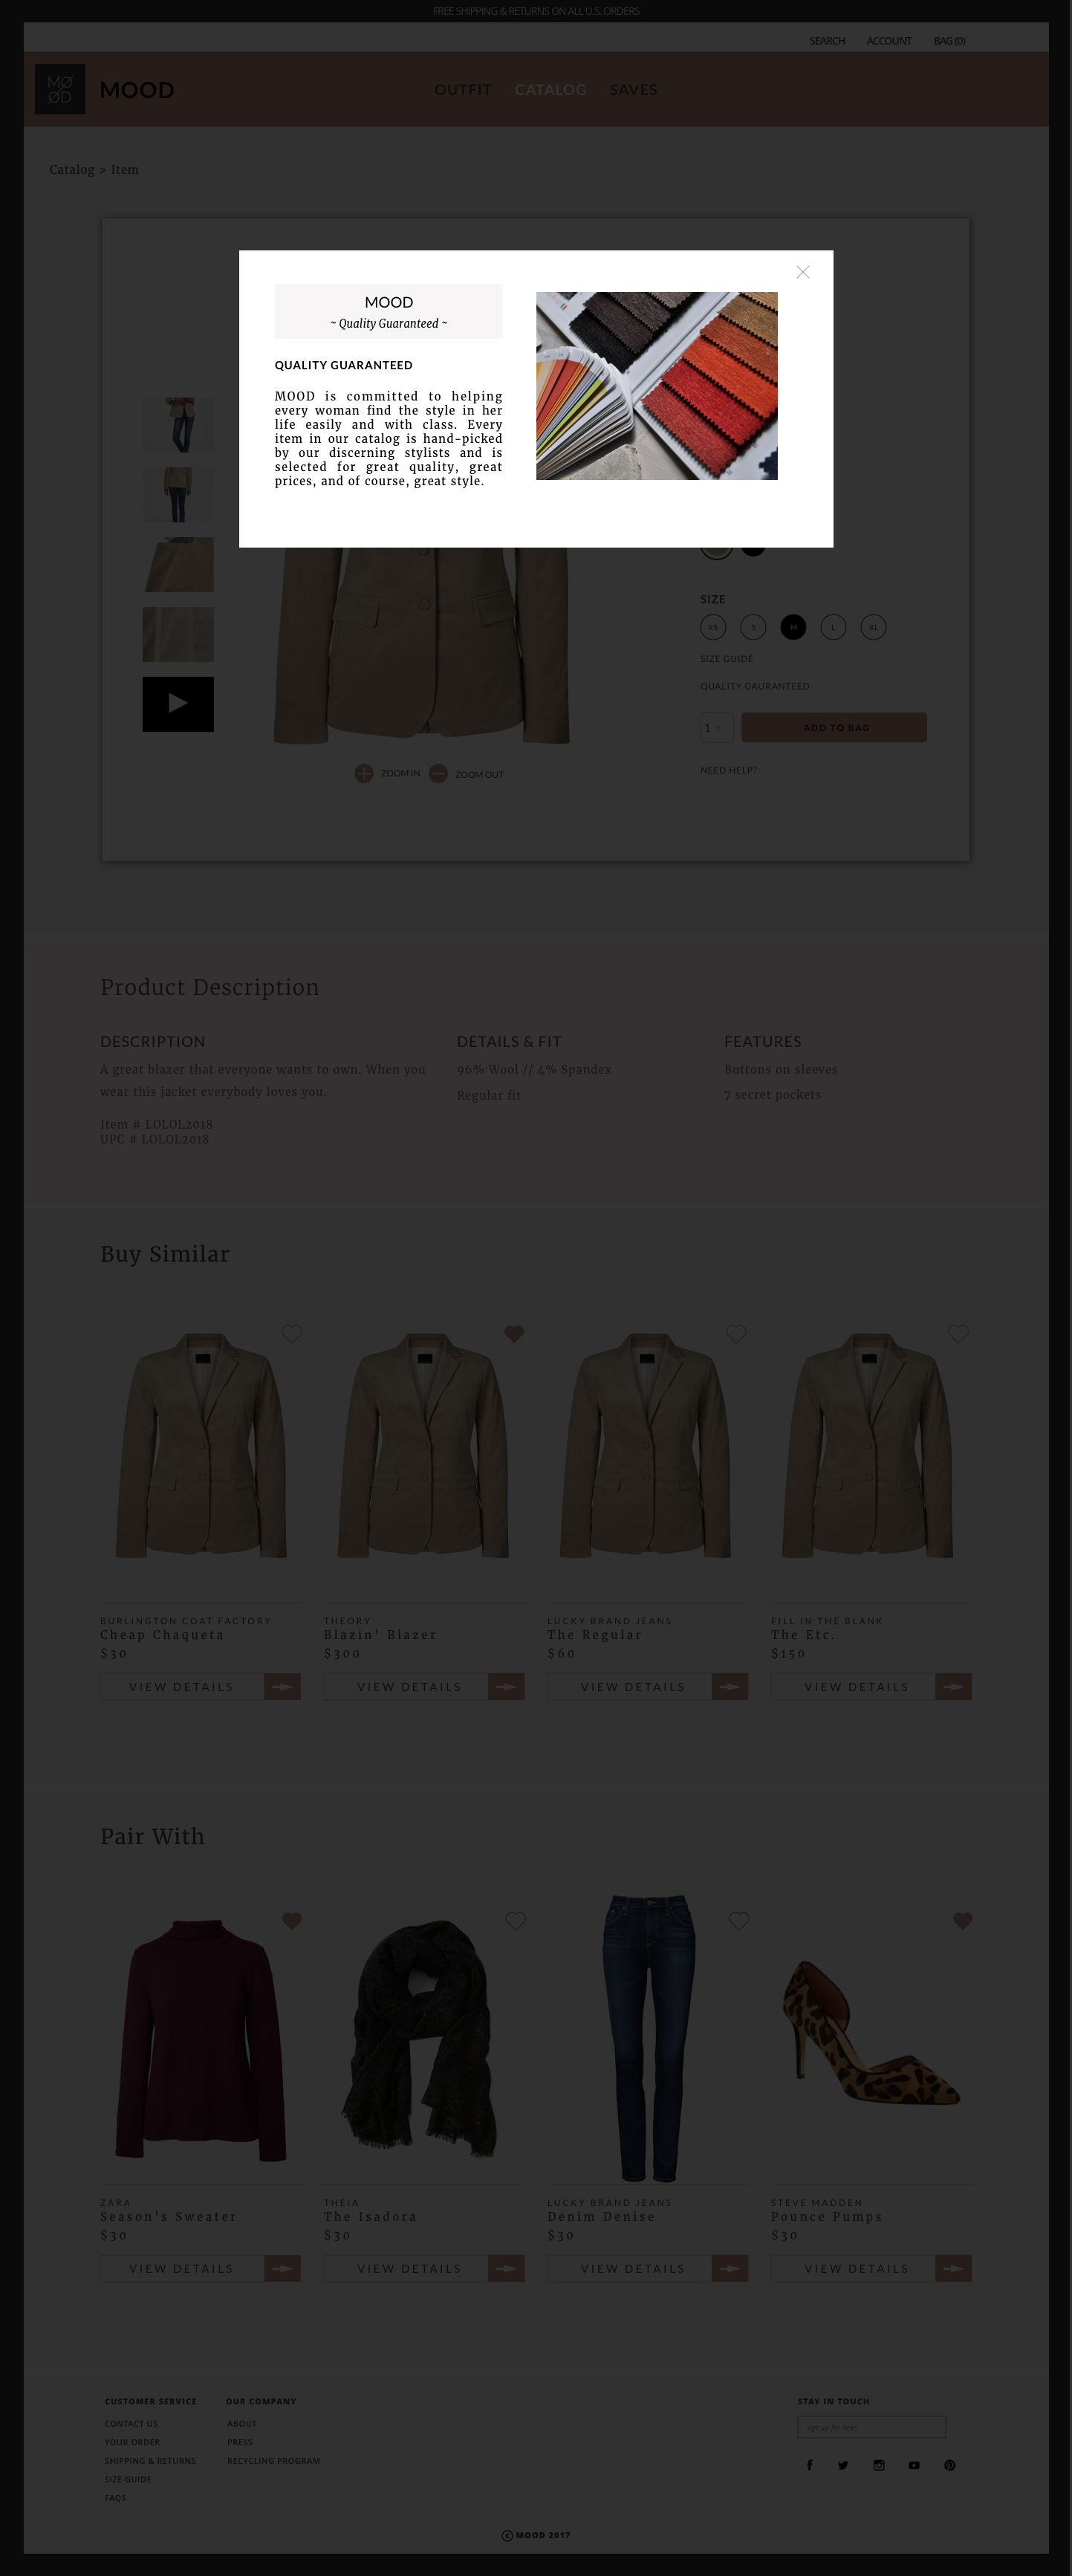 FREE SHIPPING & RETURNS ON ALL U.S. ORDERS
SEARCH ACCOUNT BAG (0)
MØ
ØD
MOOD
OUTFIT CATALOG SAVES
Catalog > Item
MOOD
~ Quality Guaranteed ~
QUALITY GUARANTEED
MOOD is committed to helping
every woman find the style in her
life easily and with class. Every
item in our catalog is hand-picked
by our discerning stylists and is
selected for great quality, great
prices, and of course, great style.
SIZE
XS S M L XL
SIZE GUIDE
QUALITY GAURANTEED
1 ADD TO BAG
NEED HELP?
ZOOM IN ZOOM OUT
Product Description
DESCRIPTION
A great blazer that everyone wants to own. When you
wear this jacket everybody loves you.
Item # LOLOL2018
UPC # LOLOL2018
DETAILS & FIT
96% Wool // 4% Spandex
Regular fit
FEATURES
Buttons on sleeves
7 secret pockets
Buy Similar
BURLINGTON COAT FACTORY
Cheap Chaqueta
$30
VIEW DETAILS
THEORY
Blazin' Blazer
$300
VIEW DETAILS
LUCKY BRAND JEANS
The Regular
$60
VIEW DETAILS
FILL IN THE BLANK
The Etc.
$150
VIEW DETAILS
Pair With
ZARA
Season's Sweater
$30
VIEW DETAILS
THEIA
The Isadora
$30
VIEW DETAILS
LUCKY BRAND JEANS
Denim Denise
$30
VIEW DETAILS
STEVE MADDEN
Pounce Pumps
$30
VIEW DETAILS
CUSTOMER SERVICE
CONTACT US
YOUR ORDER
SHIPPING & RETURNS
SIZE GUIDE
FAQS
OUR COMPANY
ABOUT
PRESS
RECYCLING PROGRAM
STAY IN TOUCH
sign up for news
© MOOD 2017